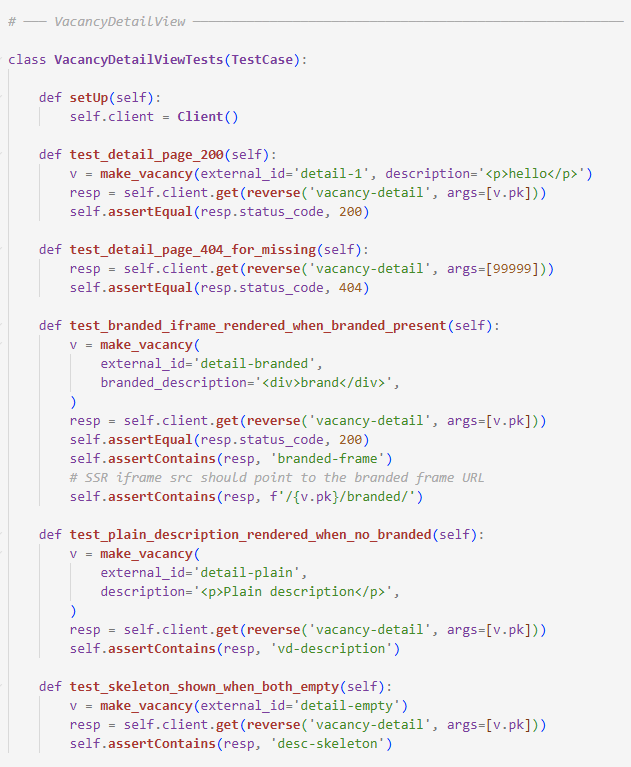 # —— VacancyDetailView ——————————————————————————————
class VacancyDetailViewTests(TestCase):
    def setUp(self):
        self.client = Client()
    def test_detail_page_200(self):
        v = make_vacancy(external_id='detail-1', description='<p>hello</p>')
        resp = self.client.get(reverse('vacancy-detail', args=[v.pk]))
        self.assertEqual(resp.status_code, 200)
    def test_detail_page_404_for_missing(self):
        resp = self.client.get(reverse('vacancy-detail', args=[99999]))
        self.assertEqual(resp.status_code, 404)
    def test_branded_iframe_rendered_when_branded_present(self):
        v = make_vacancy(
            external_id='detail-branded',
            branded_description='<div>brand</div>',
        )
        resp = self.client.get(reverse('vacancy-detail', args=[v.pk]))
        self.assertEqual(resp.status_code, 200)
        self.assertContains(resp, 'branded-frame')
        # SSR iframe src should point to the branded frame URL
        self.assertContains(resp, f'/{v.pk}/branded/')
    def test_plain_description_rendered_when_no_branded(self):
        v = make_vacancy(
            external_id='detail-plain',
            description='<p>Plain description</p>',
        )
        resp = self.client.get(reverse('vacancy-detail', args=[v.pk]))
        self.assertContains(resp, 'vd-description')
    def test_skeleton_shown_when_both_empty(self):
        v = make_vacancy(external_id='detail-empty')
        resp = self.client.get(reverse('vacancy-detail', args=[v.pk]))
        self.assertContains(resp, 'desc-skeleton')